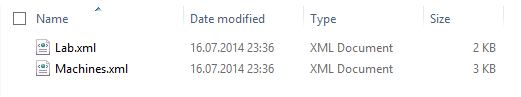 Name Date modified Type Size
Lab.xml 16.07.2014 23:36 XML Document 2 KB
Machines.xml 16.07.2014 23:36 XML Document 3 KB